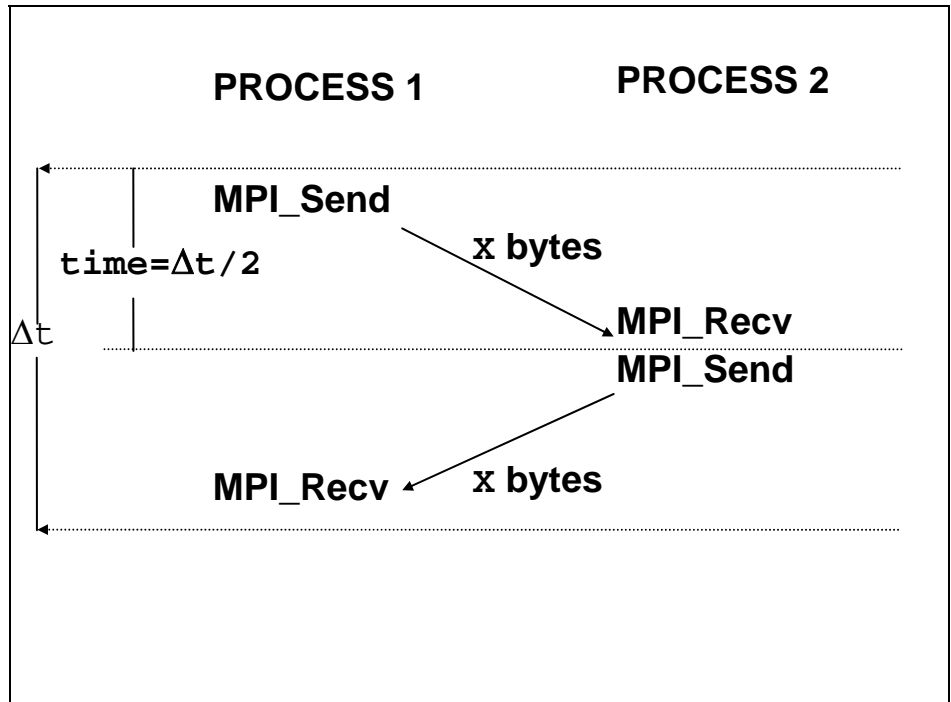 PROCESS 1
PROCESS 2
MPI_Send
X bytes
time=Δt/2
MPI_Recv
Δt
MPI_Send
MPI_Recv
X bytes